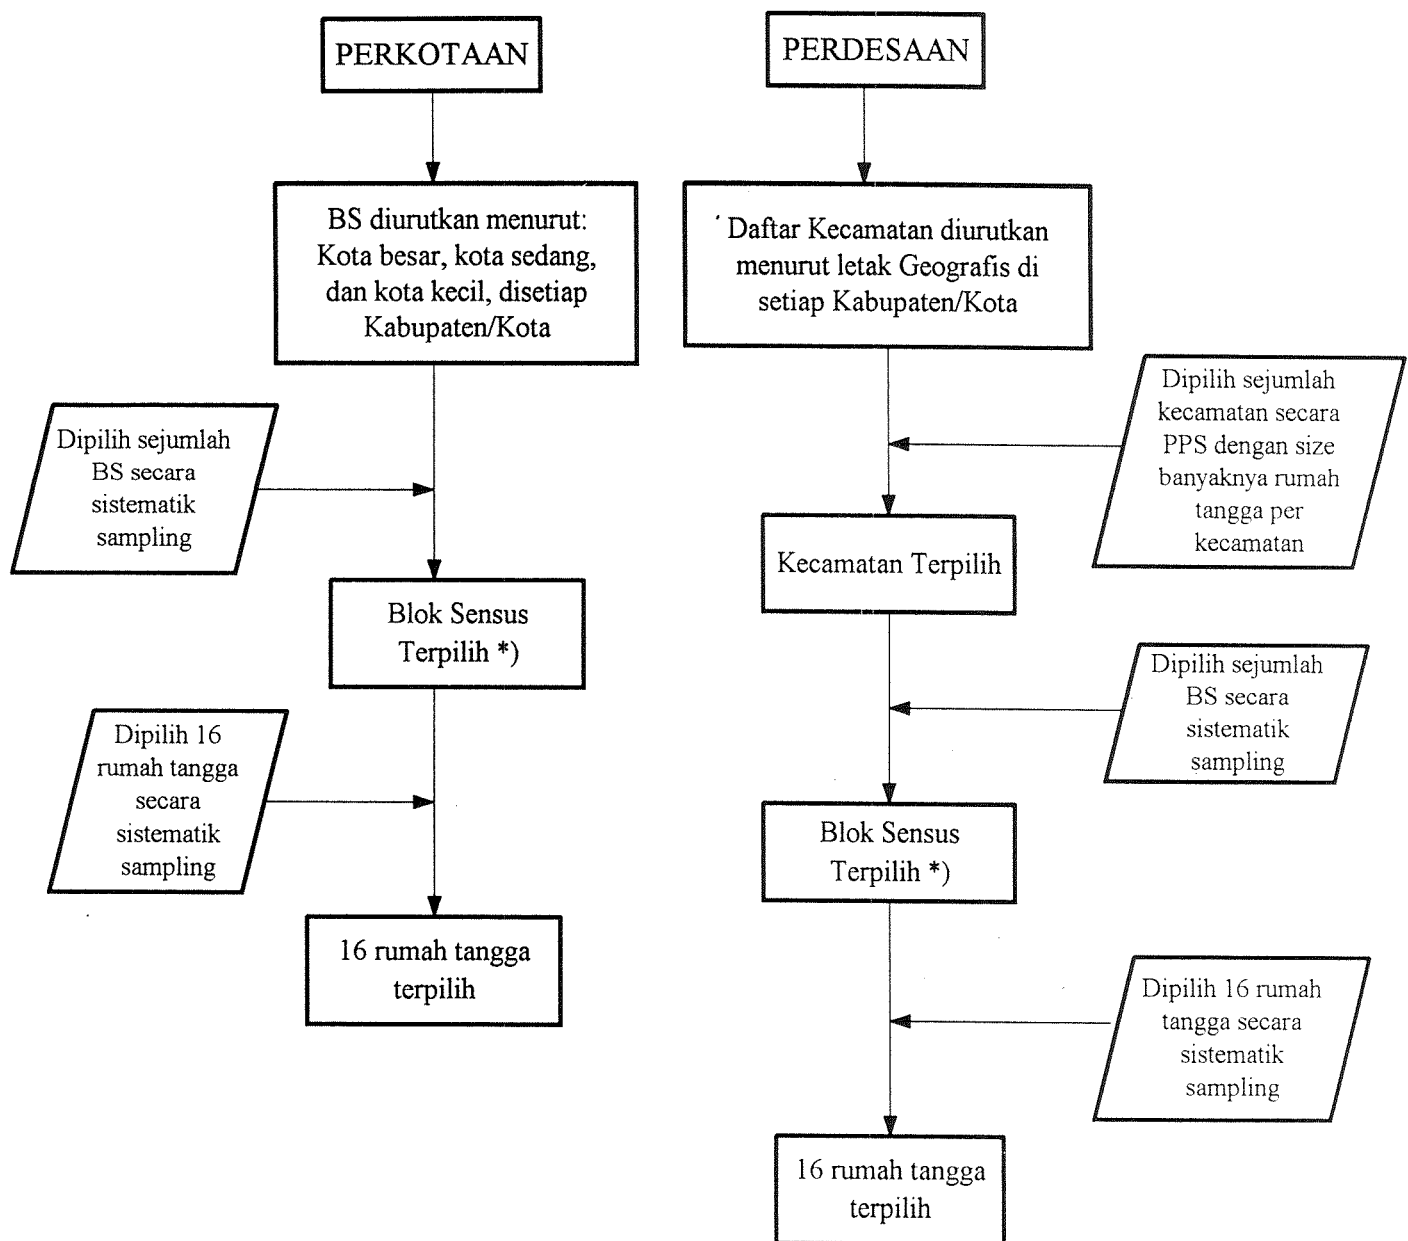 PERKOTAAN
BS diurutkan menurut:
Kota besar, kota sedang,
dan kota kecil, disetiap
Kabupaten/Kota
Dipilih sejumlah
BS secara
sistematik
sampling
Blok Sensus
Terpilih *)
Dipilih 16
rumah tangga
secara
sistematik
sampling
16 rumah tangga
terpilih
PERDESAAN
Daftar Kecamatan diurutkan
menurut letak Geografis di
setiap Kabupaten/Kota
Dipilih sejumlah
kecamatan secara
PPS dengan size
banyaknya rumah
tangga per
kecamatan
Kecamatan Terpilih
Dipilih sejumlah
BS secara
sistematik
sampling
Blok Sensus
Terpilih *)
Dipilih 16 rumah
tangga secara
sistematik
sampling
16 rumah tangga
terpilih